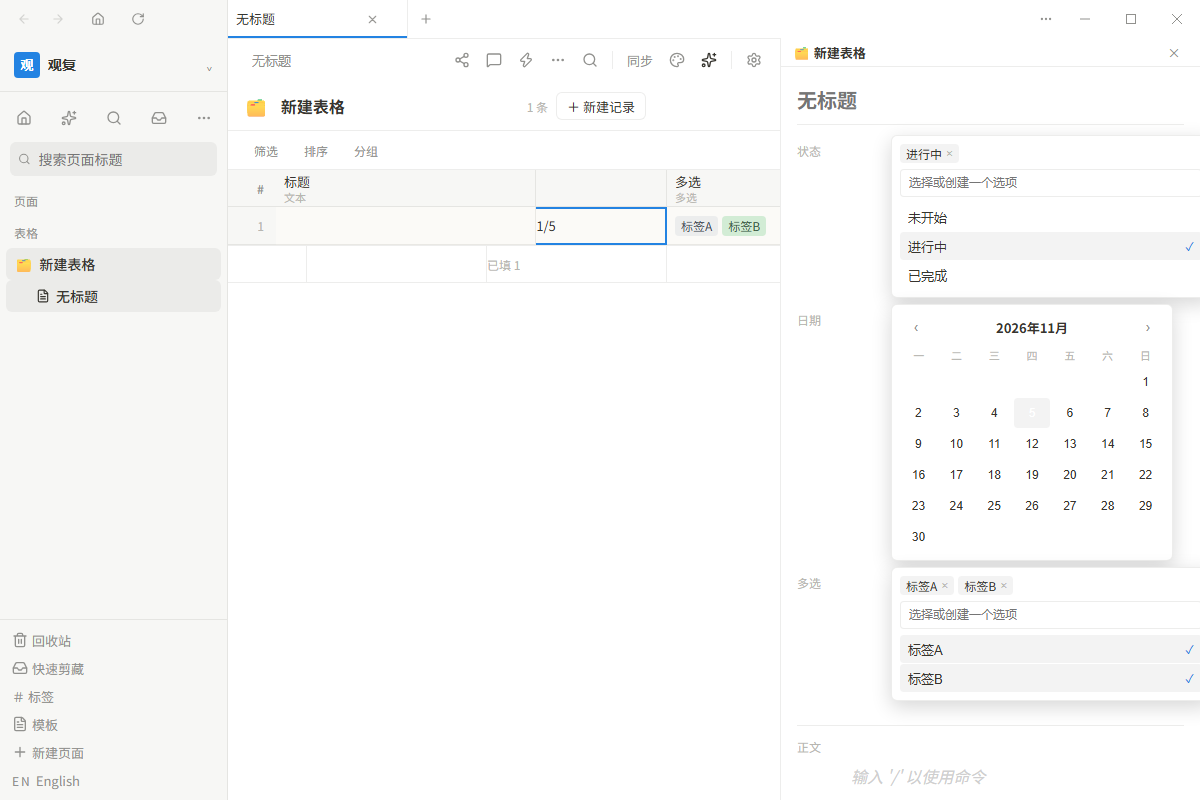 无标题
观 观复
搜索页面标题
页面
表格
新建表格
无标题
回收站
快速剪藏
# 标签
模板
新建页面
EN English
无标题
同步
新建表格
1 条
新建记录
筛选 排序 分组
# 标题 多选
文本 多选
1 1/5 标签A 标签B
已填 1
新建表格
无标题
状态
进行中 ×
选择或创建一个选项
未开始
进行中 ✓
已完成
日期
‹ 2026年11月 ›
一 二 三 四 五 六 日
1
2 3 4 5 6 7 8
9 10 11 12 13 14 15
16 17 18 19 20 21 22
23 24 25 26 27 28 29
30
多选
标签A × 标签B ×
选择或创建一个选项
标签A ✓
标签B ✓
正文
输入 '/' 以使用命令